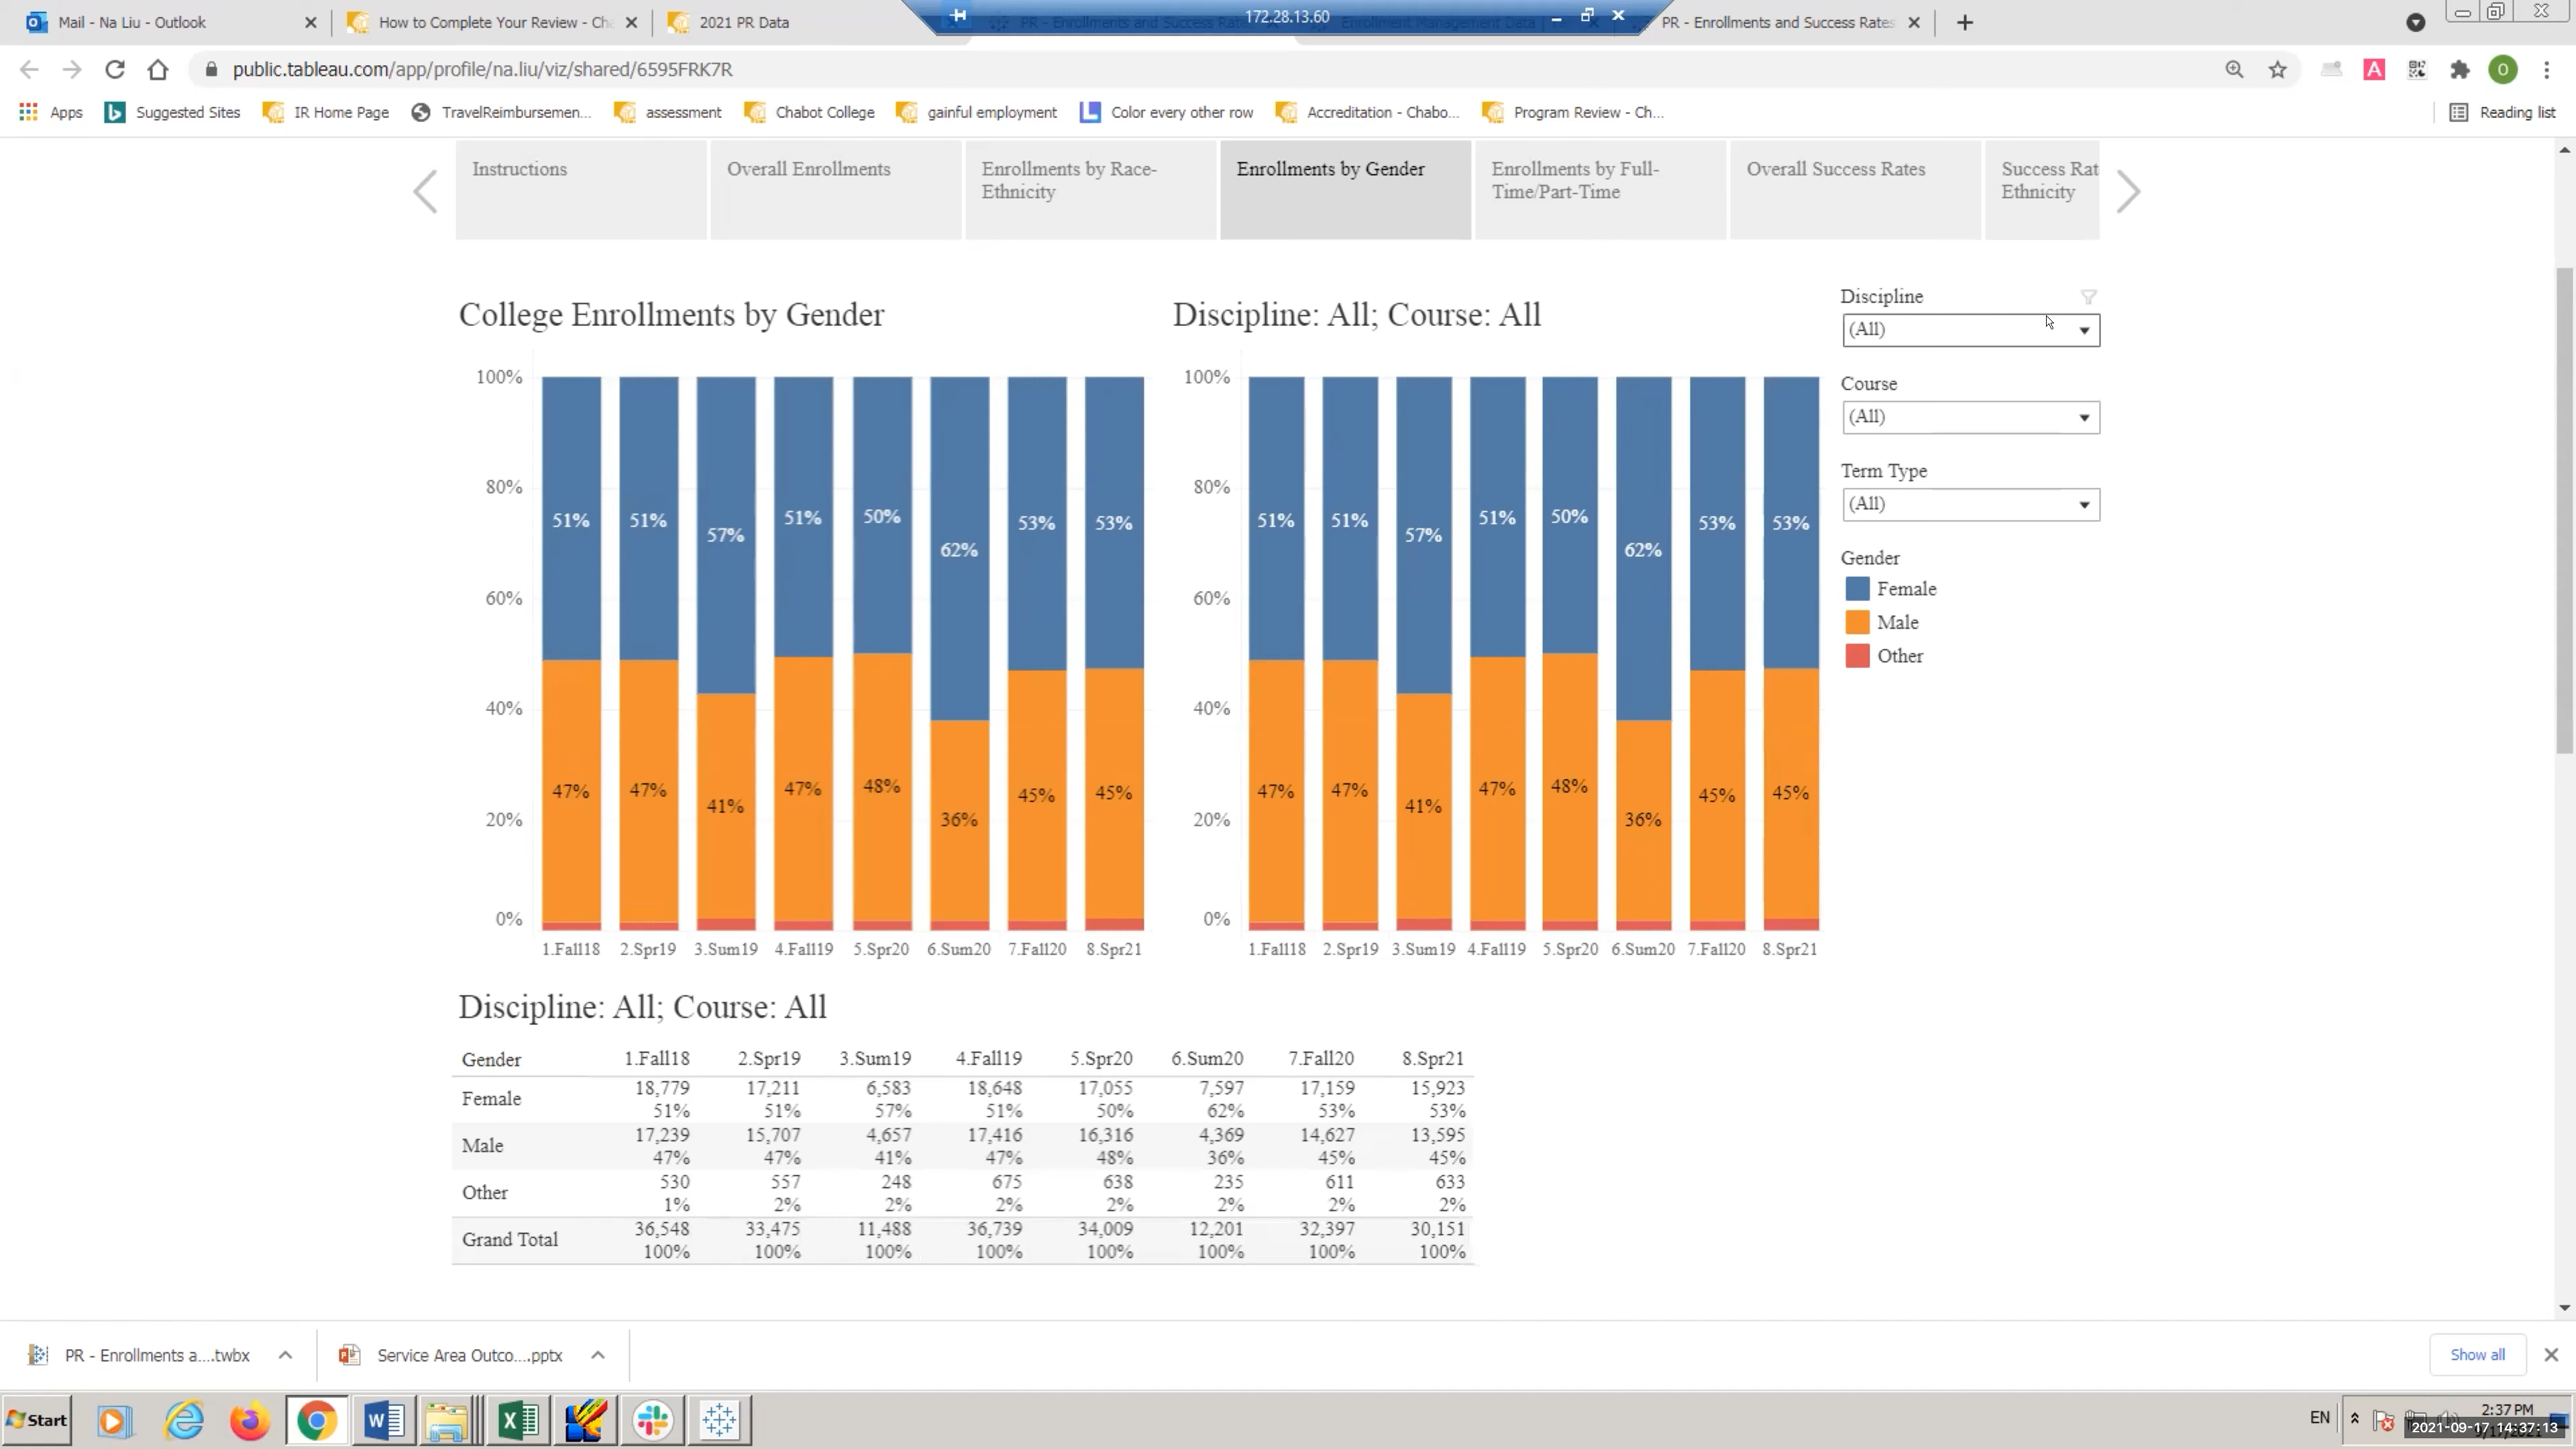 Mail - Na Liu - Outlook
How to Complete Your Review - Cha
2021 PR Data
PR - Enrollments and Success Rate
172.28.13.60
Enrollment Management Data
PR - Enrollments and Success Rates
public.tableau.com/app/profile/na.liu/viz/shared/6595FRK7R
A
O
Apps
Suggested Sites
IR Home Page
TravelReimbursemen...
assessment
Chabot College
gainful employment
Color every other row
Accreditation - Chabo...
Program Review - Ch...
Reading list
Instructions
Overall Enrollments
Enrollments by Race-
Ethnicity
Enrollments by Gender
Enrollments by Full-
Time/Part-Time
Overall Success Rates
Success Rat
Ethnicity
College Enrollments by Gender
100%
80%
60%
40%
20%
0%
51% 51% 57% 51% 50% 62% 53% 53%
47% 47% 41% 47% 48% 36% 45% 45%
1.Fall18 2.Spr19 3.Sum19 4.Fall19 5.Spr20 6.Sum20 7.Fall20 8.Spr21
Discipline: All; Course: All
100%
80%
60%
40%
20%
0%
51% 51% 57% 51% 50% 62% 53% 53%
47% 47% 41% 47% 48% 36% 45% 45%
1.Fall18 2.Spr19 3.Sum19 4.Fall19 5.Spr20 6.Sum20 7.Fall20 8.Spr21
Discipline
(All)
Course
(All)
Term Type
(All)
Gender
Female
Male
Other
Discipline: All; Course: All
Gender 1.Fall18 2.Spr19 3.Sum19 4.Fall19 5.Spr20 6.Sum20 7.Fall20 8.Spr21
Female 18,779 17,211 6,583 18,648 17,055 7,597 17,159 15,923
51% 51% 57% 51% 50% 62% 53% 53%
Male 17,239 15,707 4,657 17,416 16,316 4,369 14,627 13,595
47% 47% 41% 47% 48% 36% 45% 45%
Other 530 557 248 675 638 235 611 633
1% 2% 2% 2% 2% 2% 2% 2%
Grand Total 36,548 33,475 11,488 36,739 34,009 12,201 32,397 30,151
100% 100% 100% 100% 100% 100% 100% 100%
PR - Enrollments a....twbx
Service Area Outco....pptx
Show all
Start
EN
2:37 PM
2021-09-17 14:37:13